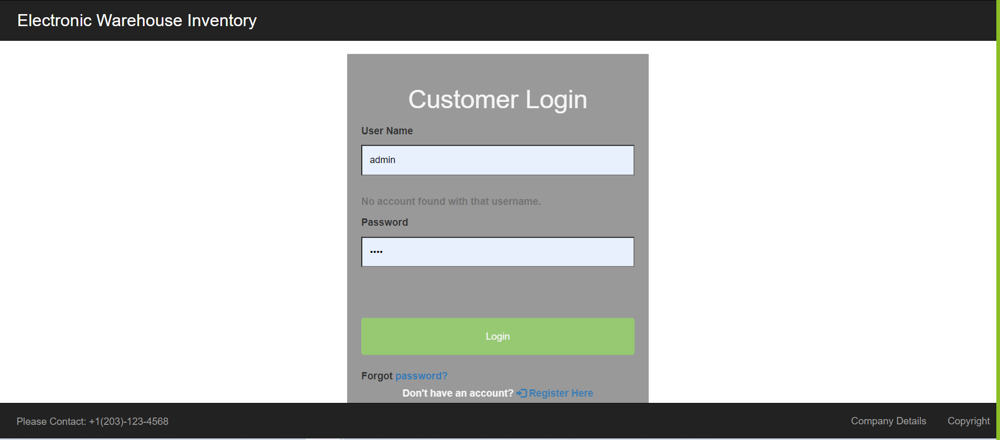 Electronic Warehouse Inventory
Customer Login
User Name
admin
No account found with that username.
Password
••••
Login
Forgot password?
Don't have an account? Register Here
Please Contact: +1(203)-123-4568
Company Details
Copyright